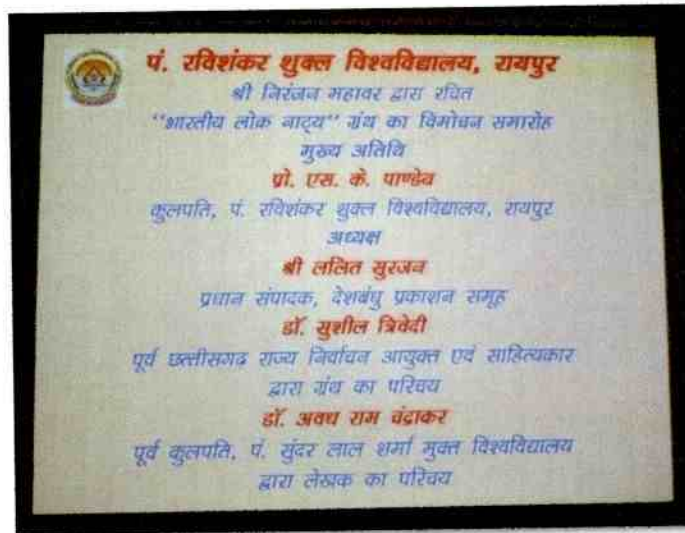 पं. रविशंकर शुक्ल विश्वविद्यालय, रायपुर
श्री निरंजन महावर द्वारा रचित
“भारतीय लोक नाट्य” ग्रंथ का विमोचन समारोह
मुख्य अतिथि
प्रो. एस. के. पाण्डेय
कुलपति, पं. रविशंकर शुक्ल विश्वविद्यालय, रायपुर
अध्यक्ष
श्री ललित सुरजन
प्रधान संपादक, देशबंधु प्रकाशन समूह
डॉ. सुशील त्रिवेदी
पूर्व छत्तीसगढ़ राज्य निर्वाचन आयुक्त एवं साहित्यकार
द्वारा ग्रंथ का परिचय
डॉ. अवध राम चंद्राकर
पूर्व कुलपति, पं. सुंदर लाल शर्मा मुक्त विश्वविद्यालय
द्वारा लेखक का परिचय